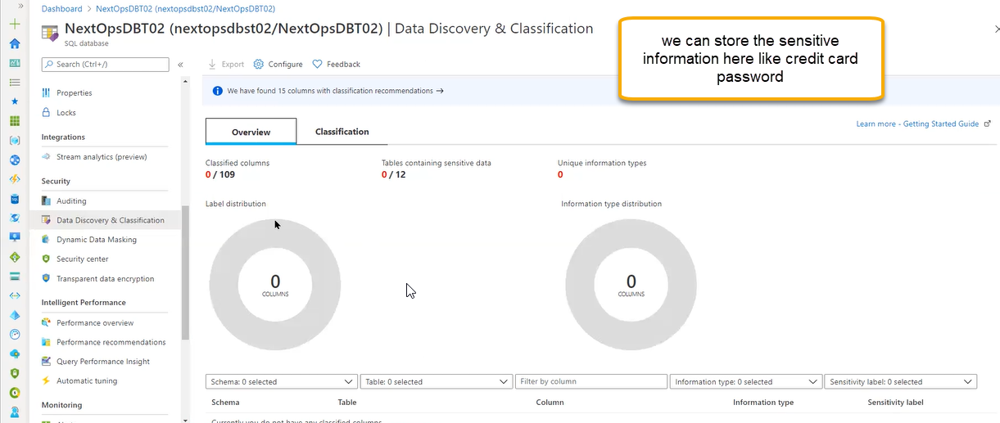 Dashboard > NextOpsDBT02 (nextopsdbst02/NextOpsDBT02)
NextOpsDBT02 (nextopsdbst02/NextOpsDBT02) | Data Discovery & Classification
SQL database
we can store the sensitive
information here like credit card
password
Search (Ctrl+/)
Export Configure Feedback
We have found 15 columns with classification recommendations →
Properties
Locks
Integrations
Stream analytics (preview)
Security
Auditing
Data Discovery & Classification
Dynamic Data Masking
Security center
Transparent data encryption
Intelligent Performance
Performance overview
Performance recommendations
Query Performance Insight
Automatic tuning
Monitoring
Overview Classification
Learn more - Getting Started Guide
Classified columns Tables containing sensitive data Unique information types
0 / 109 0 / 12 0
Label distribution Information type distribution
0 0
COLUMNS COLUMNS
Schema: 0 selected Table: 0 selected Filter by column Information type: 0 selected Sensitivity label: 0 selected
Schema Table Column Information type Sensitivity label
Currently you do not have any classified columns